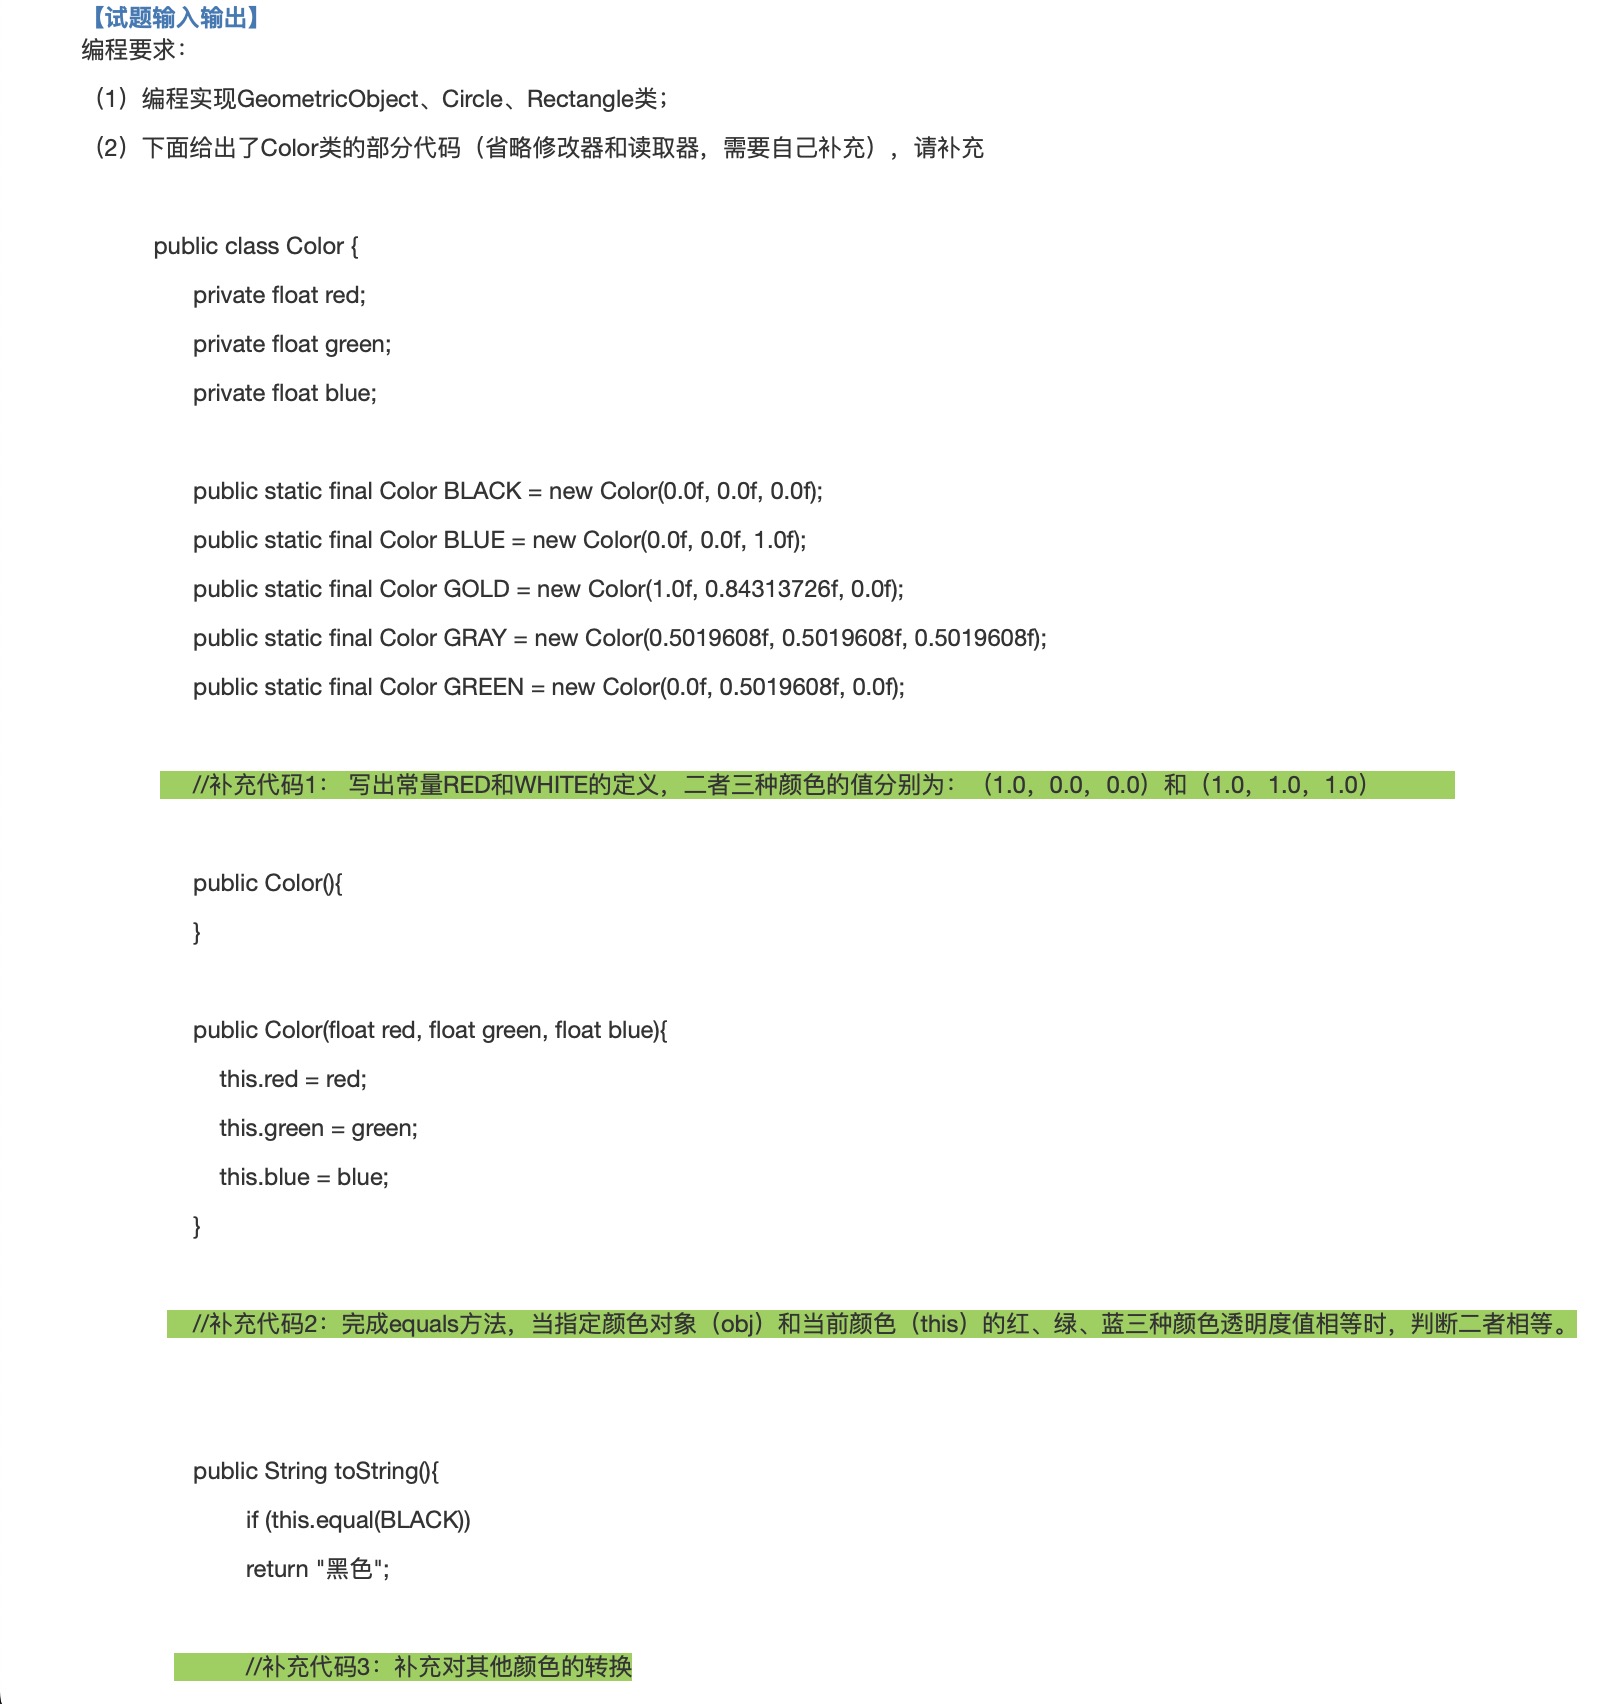 【试题输入输出】
编程要求：
（1）编程实现GeometricObject、Circle、Rectangle类；
（2）下面给出了Color类的部分代码（省略修改器和读取器，需要自己补充），请补充
public class Color {
private float red;
private float green;
private float blue;
public static final Color BLACK = new Color(0.0f, 0.0f, 0.0f);
public static final Color BLUE = new Color(0.0f, 0.0f, 1.0f);
public static final Color GOLD = new Color(1.0f, 0.84313726f, 0.0f);
public static final Color GRAY = new Color(0.5019608f, 0.5019608f, 0.5019608f);
public static final Color GREEN = new Color(0.0f, 0.5019608f, 0.0f);
//补充代码1： 写出常量RED和WHITE的定义，二者三种颜色的值分别为：（1.0，0.0，0.0）和（1.0，1.0，1.0）
public Color(){
}
public Color(float red, float green, float blue){
this.red = red;
this.green = green;
this.blue = blue;
}
//补充代码2：完成equals方法，当指定颜色对象（obj）和当前颜色（this）的红、绿、蓝三种颜色透明度值相等时，判断二者相等。
public String toString(){
if (this.equal(BLACK))
return "黑色";
//补充代码3：补充对其他颜色的转换